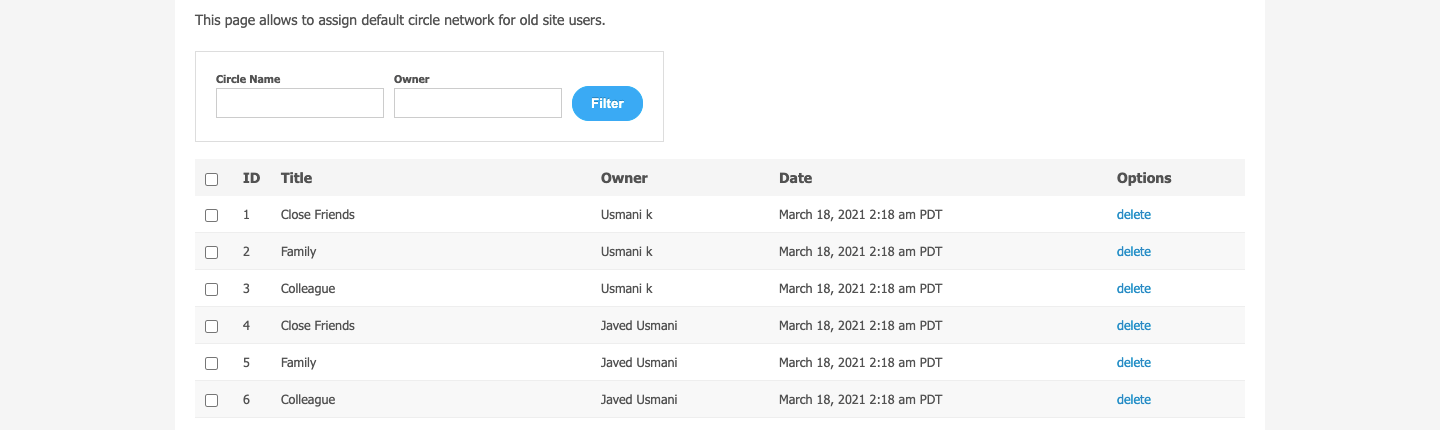 This page allows to assign default circle network for old site users.
Circle Name Owner
Filter
ID Title Owner Date Options
1 Close Friends Usmani k March 18, 2021 2:18 am PDT delete
2 Family Usmani k March 18, 2021 2:18 am PDT delete
3 Colleague Usmani k March 18, 2021 2:18 am PDT delete
4 Close Friends Javed Usmani March 18, 2021 2:18 am PDT delete
5 Family Javed Usmani March 18, 2021 2:18 am PDT delete
6 Colleague Javed Usmani March 18, 2021 2:18 am PDT delete